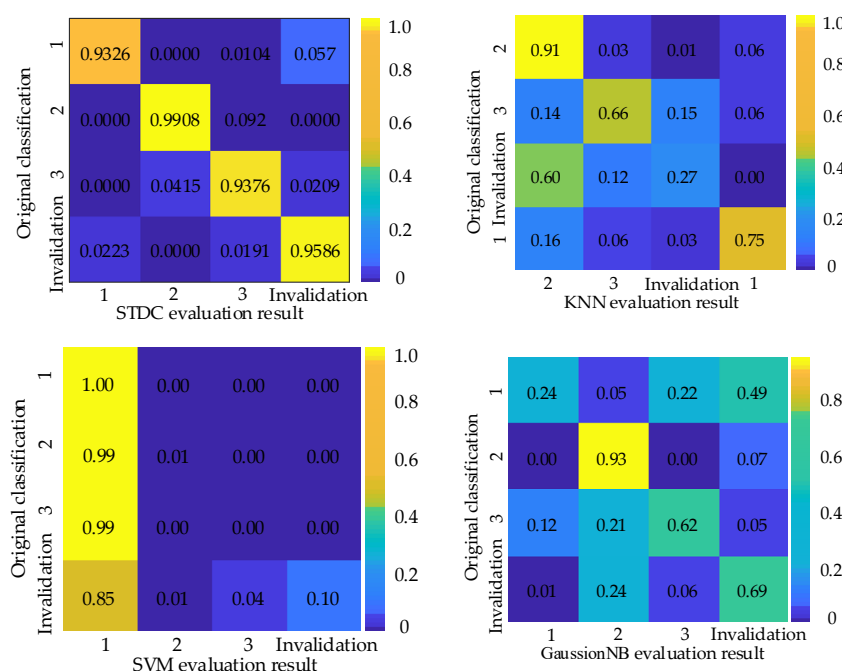 Original classification
1
2
3
Invalidation
0.9326 0.0000 0.0104 0.057
0.0000 0.9908 0.092 0.0000
0.0000 0.0415 0.9376 0.0209
0.0223 0.0000 0.0191 0.9586
1 2 3 Invalidation
STDC evaluation result
1.0
0.8
0.6
0.4
0.2
0
Original classification
2
3
Invalidation
1
0.91 0.03 0.01 0.06
0.14 0.66 0.15 0.06
0.60 0.12 0.27 0.00
0.16 0.06 0.03 0.75
2 3 Invalidation 1
KNN evaluation result
1.0
0.8
0.6
0.4
0.2
0
Original classification
1
2
3
Invalidation
1.00 0.00 0.00 0.00
0.99 0.01 0.00 0.00
0.99 0.00 0.00 0.00
0.85 0.01 0.04 0.10
1 2 3 Invalidation
SVM evaluation result
1.0
0.8
0.6
0.4
0.2
0
Original classification
1
2
3
Invalidation
0.24 0.05 0.22 0.49
0.00 0.93 0.00 0.07
0.12 0.21 0.62 0.05
0.01 0.24 0.06 0.69
1 2 3 Invalidation
GaussionNB evaluation result
0.8
0.6
0.4
0.2
0